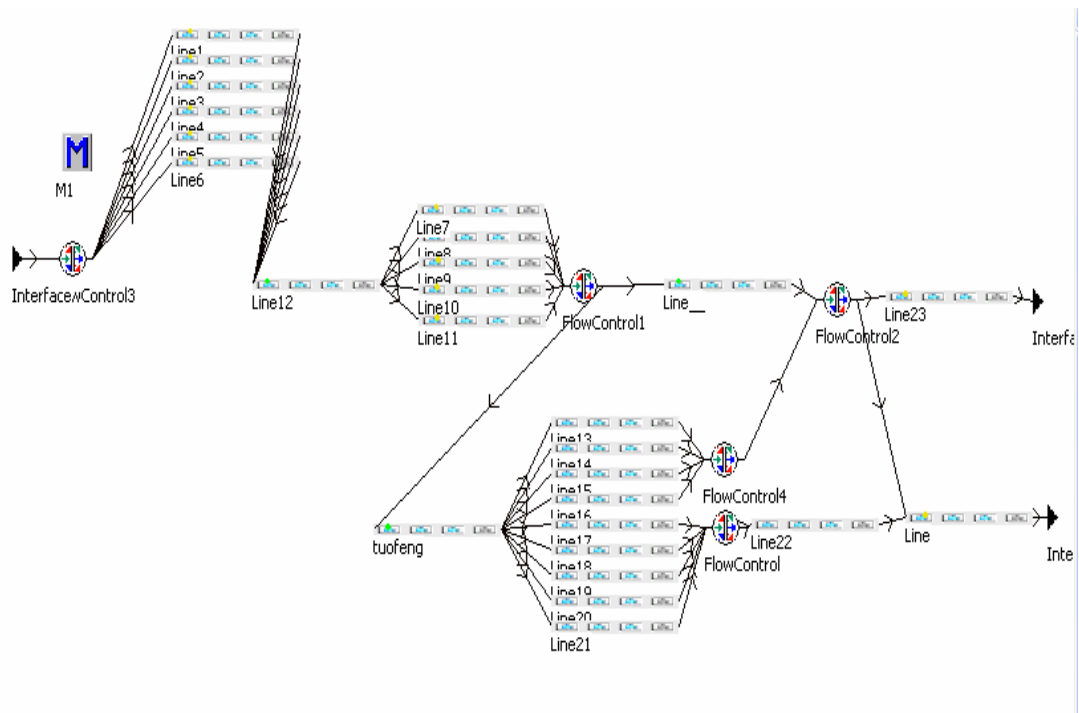 Line1
Line2
Line3
Line4
Line5
Line6
M
M1
InterfacewControl3
Line7
Line8
Line9
Line10
Line11
Line12
FlowControl1
Line__
FlowControl2
Line23
Interfa
Line13
Line14
Line15
Line16
Line17
Line18
Line19
Line20
Line21
FlowControl4
tuofeng
FlowControl
Line22
Line
Inte